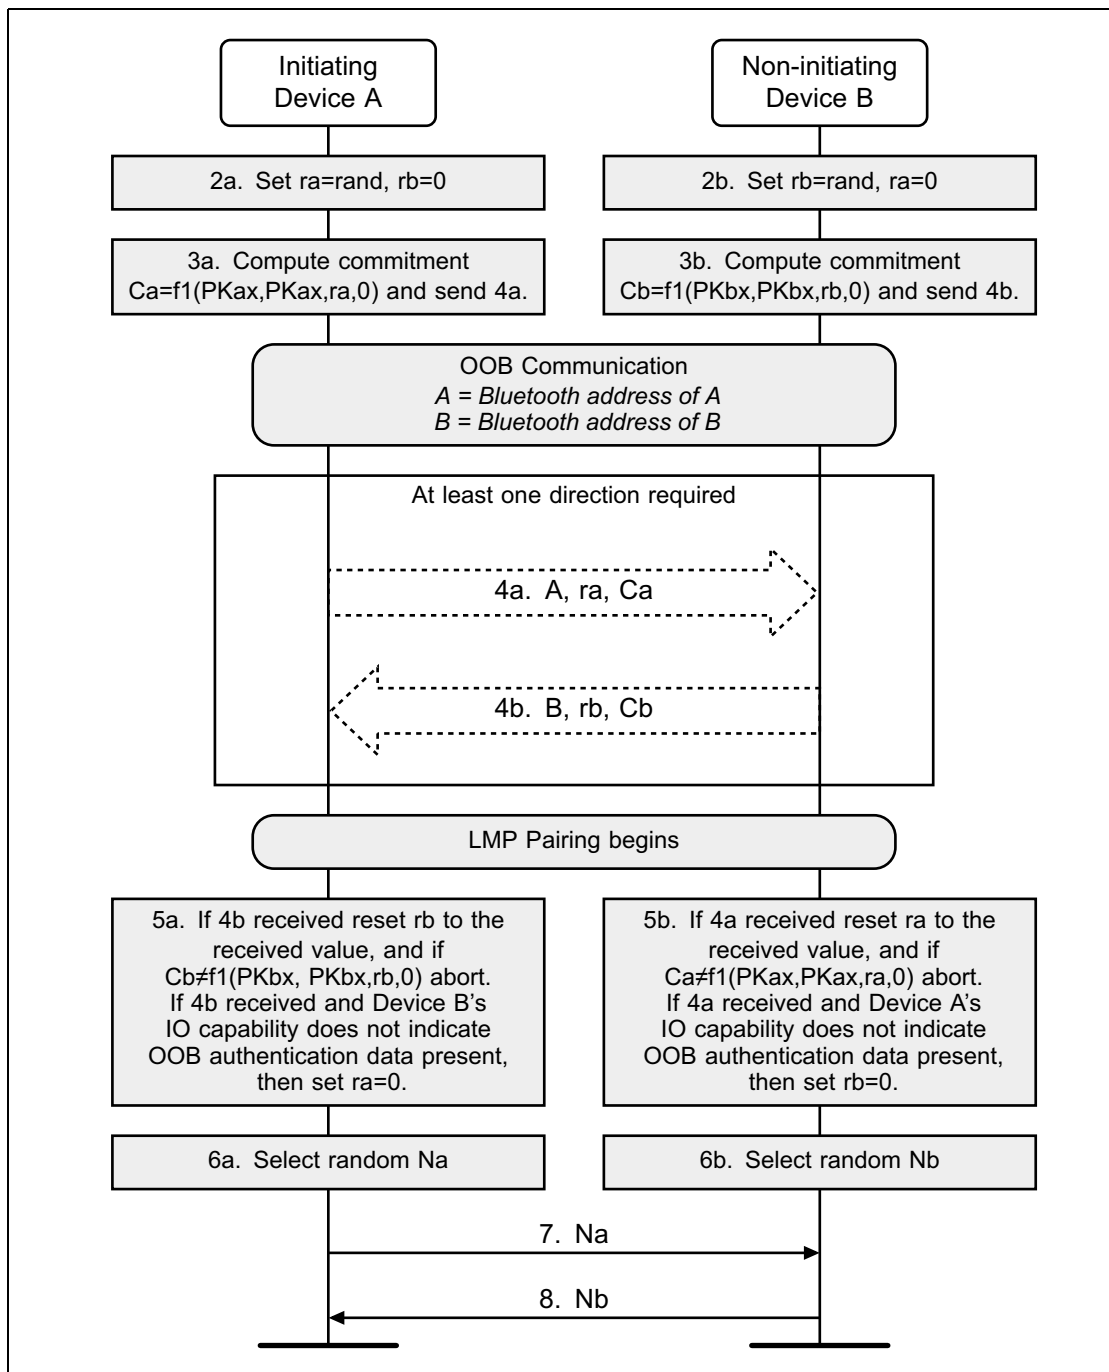 Initiating
Device A
Non-initiating
Device B
2a. Set ra=rand, rb=0
2b. Set rb=rand, ra=0
3a. Compute commitment
Ca=f1(PKax,PKax,ra,0) and send 4a.
3b. Compute commitment
Cb=f1(PKbx,PKbx,rb,0) and send 4b.
OOB Communication
A = Bluetooth address of A
B = Bluetooth address of B
At least one direction required
4a. A, ra, Ca
4b. B, rb, Cb
LMP Pairing begins
5a. If 4b received reset rb to the
received value, and if
Cb≠f1(PKbx, PKbx,rb,0) abort.
If 4b received and Device B’s
IO capability does not indicate
OOB authentication data present,
then set ra=0.
5b. If 4a received reset ra to the
received value, and if
Ca≠f1(PKax,PKax,ra,0) abort.
If 4a received and Device A’s
IO capability does not indicate
OOB authentication data present,
then set rb=0.
6a. Select random Na
6b. Select random Nb
7. Na
8. Nb